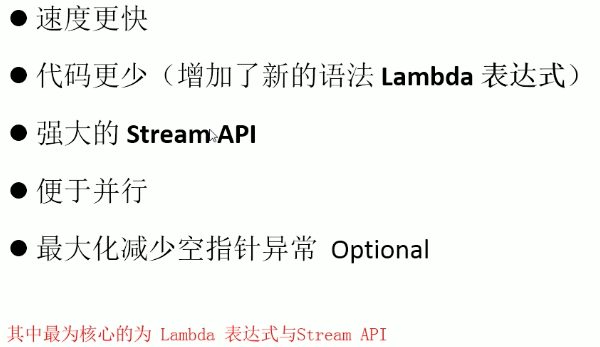 ● 速度更快
● 代码更少（增加了新的语法 Lambda 表达式）
● 强大的 Stream API
● 便于并行
● 最大化减少空指针异常 Optional
其中最为核心的为 Lambda 表达式与Stream API